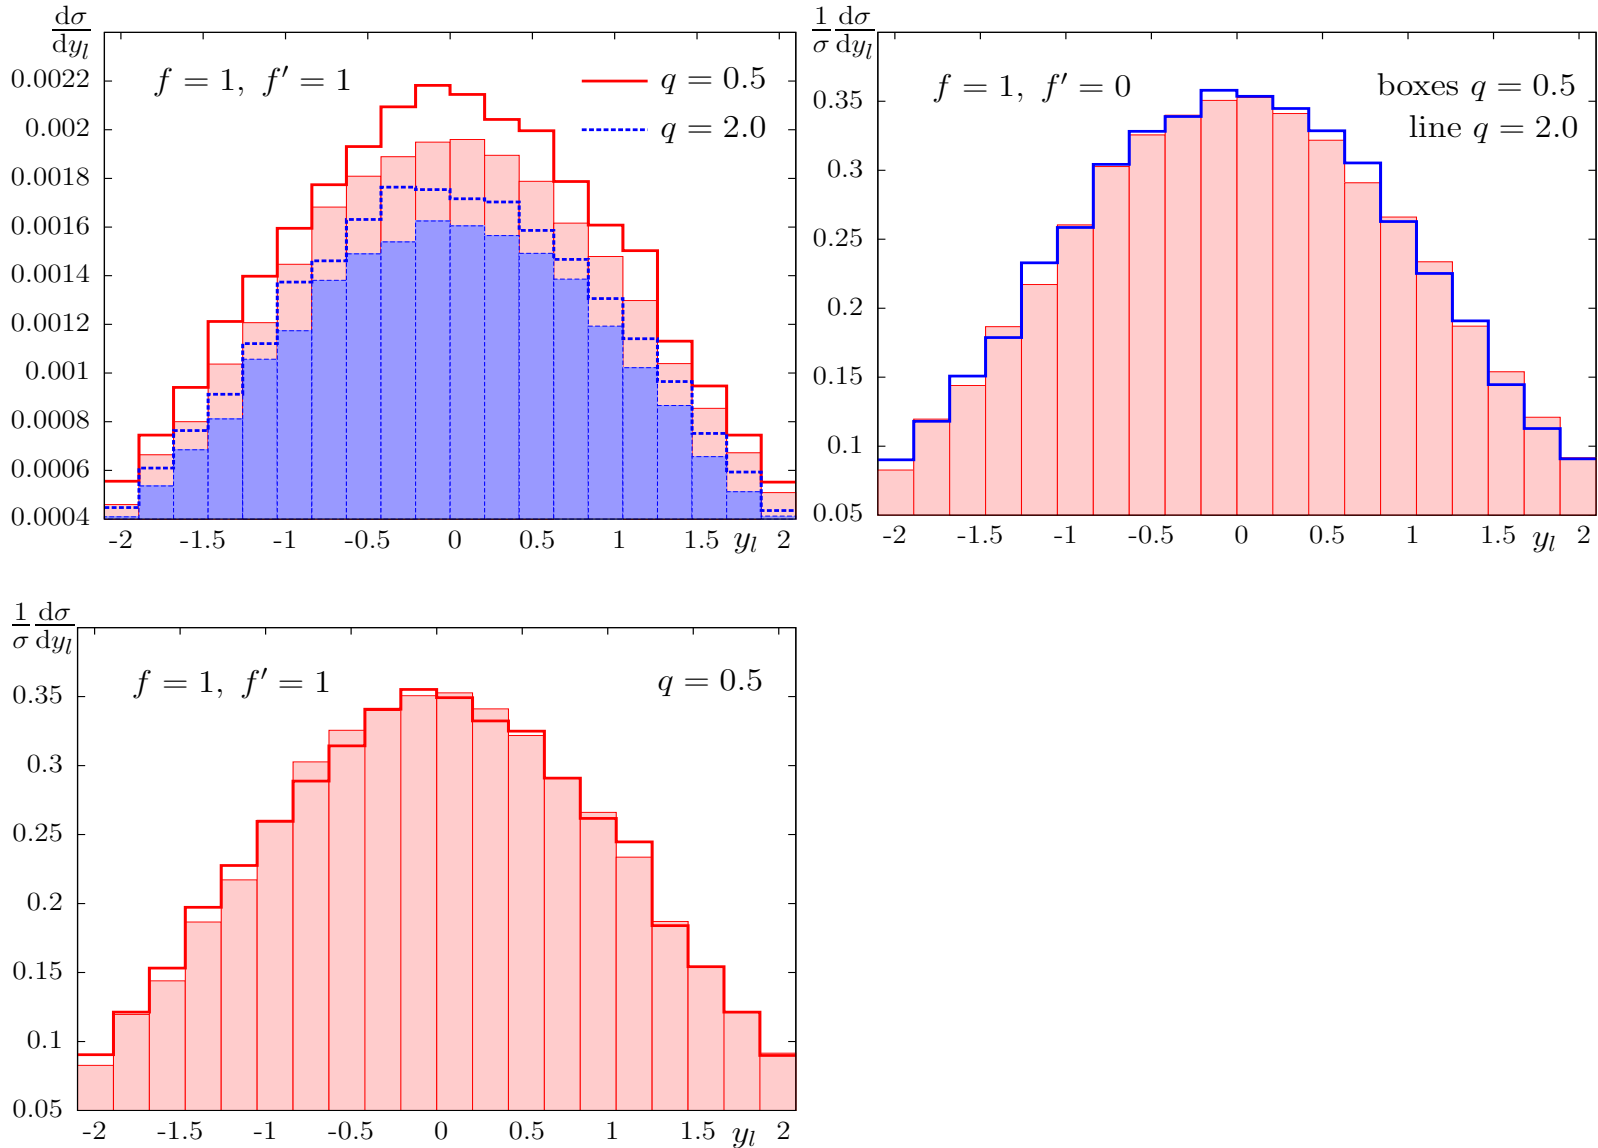 dσ
dy_l
f = 1, f′ = 1
q = 0.5
q = 2.0
0.0022
0.002
0.0018
0.0016
0.0014
0.0012
0.001
0.0008
0.0006
0.0004
-2 -1.5 -1 -0.5 0 0.5 1 1.5 y_l 2
1 dσ
σ dy_l
f = 1, f′ = 0
boxes q = 0.5
line q = 2.0
0.35
0.3
0.25
0.2
0.15
0.1
0.05
-2 -1.5 -1 -0.5 0 0.5 1 y_l 1.5 2
1 dσ
σ dy_l
f = 1, f′ = 1
q = 0.5
0.35
0.3
0.25
0.2
0.15
0.1
0.05
-2 -1.5 -1 -0.5 0 0.5 1 1.5 y_l 2